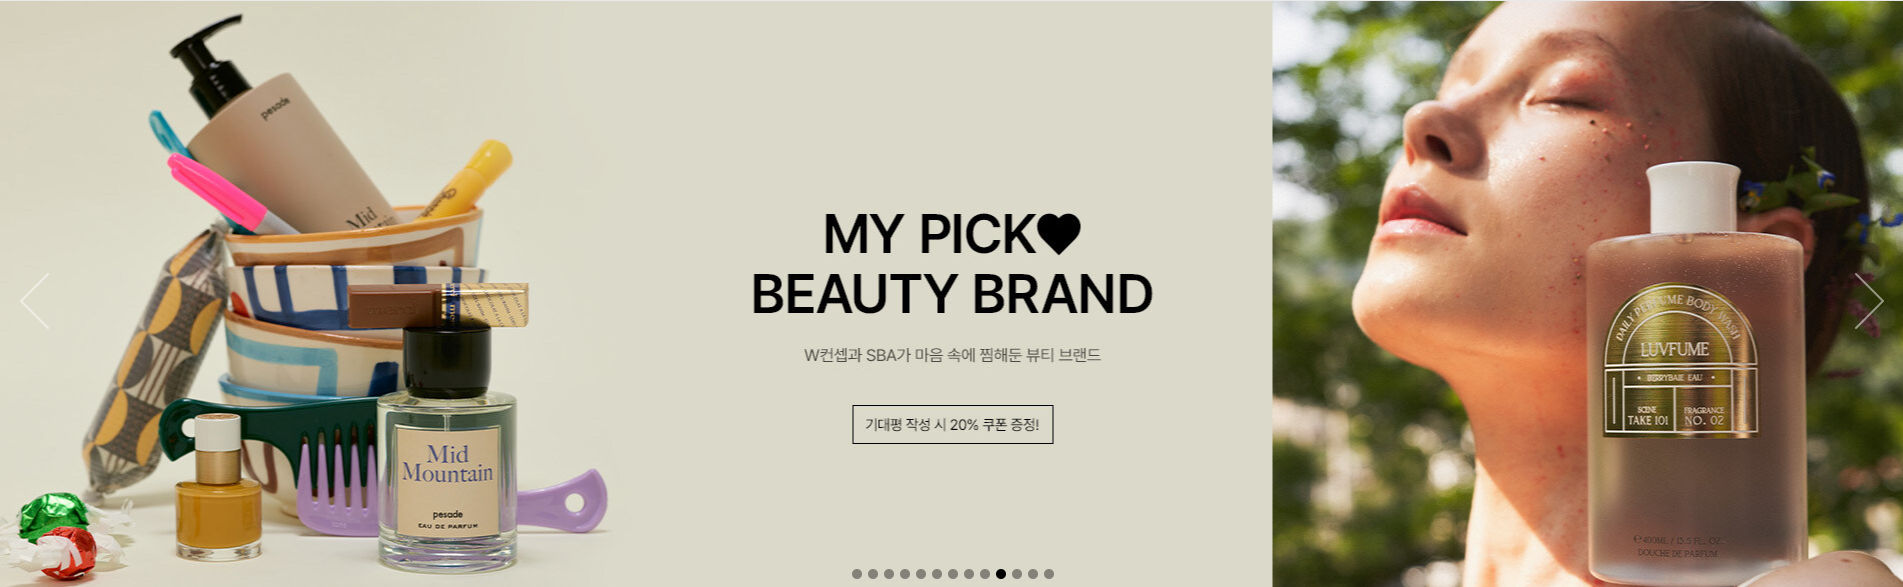 pesade
Mid
Mid
Mountain
pesade
EAU DE PARFUM
MY PICK♥
BEAUTY BRAND
W컨셉과 SBA가 마음 속에 찜해둔 뷰티 브랜드
기대평 작성 시 20% 쿠폰 증정!
DAILY PERFUME BODY WASH
LUVFUME
• BERRYBAIE EAU •
SCENE
TAKE 101
FRAGRANCE
NO. 02
℮400ML / 13.5 FL. OZ.
DOUCHE DE PARFUM